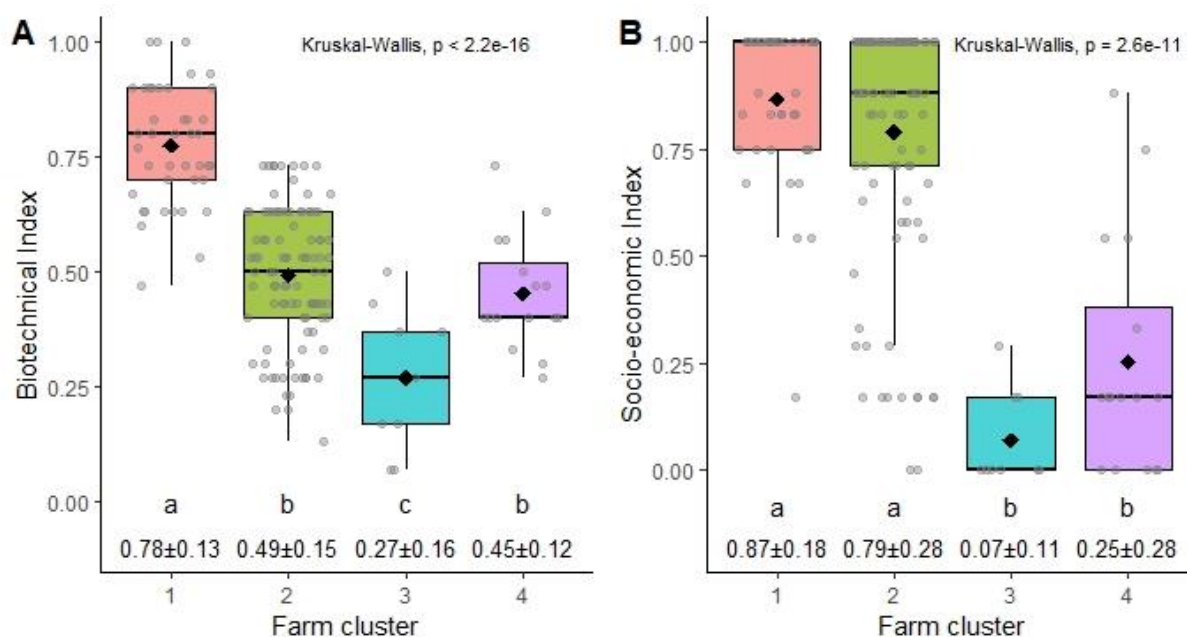 A
Kruskal-Wallis, p < 2.2e-16
Biotechnical Index
1.00
0.75
0.50
0.25
0.00
a b c b
0.78±0.13 0.49±0.15 0.27±0.16 0.45±0.12
1 2 3 4
Farm cluster
B
Kruskal-Wallis, p = 2.6e-11
Socio-economic Index
1.00
0.75
0.50
0.25
0.00
a a b b
0.87±0.18 0.79±0.28 0.07±0.11 0.25±0.28
1 2 3 4
Farm cluster